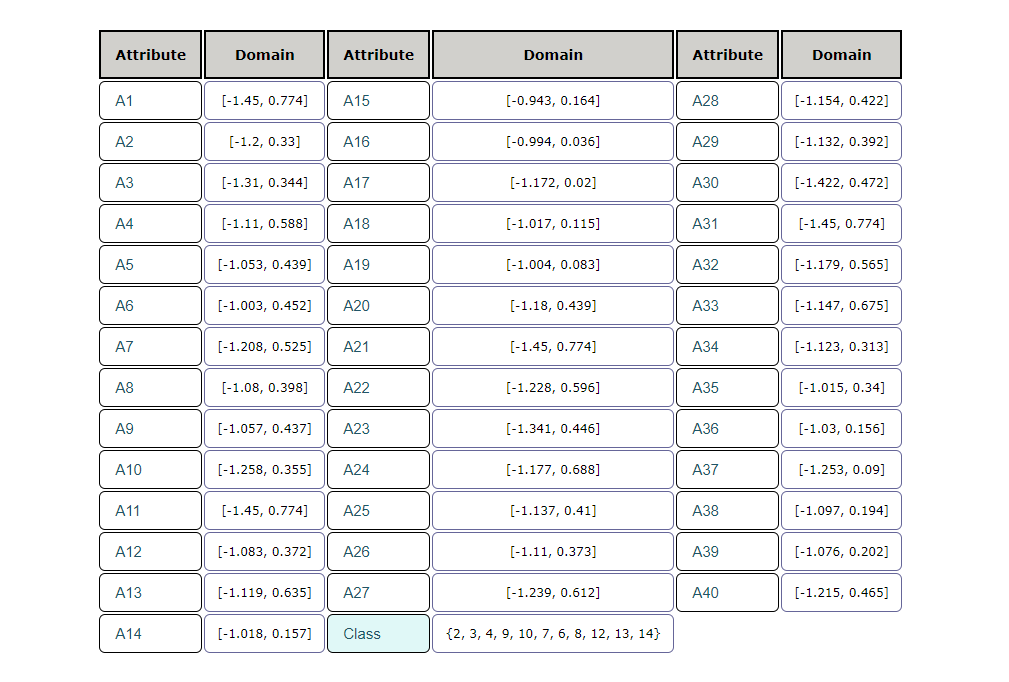 Attribute Domain Attribute Domain Attribute Domain
A1 [-1.45, 0.774] A15 [-0.943, 0.164] A28 [-1.154, 0.422]
A2 [-1.2, 0.33] A16 [-0.994, 0.036] A29 [-1.132, 0.392]
A3 [-1.31, 0.344] A17 [-1.172, 0.02] A30 [-1.422, 0.472]
A4 [-1.11, 0.588] A18 [-1.017, 0.115] A31 [-1.45, 0.774]
A5 [-1.053, 0.439] A19 [-1.004, 0.083] A32 [-1.179, 0.565]
A6 [-1.003, 0.452] A20 [-1.18, 0.439] A33 [-1.147, 0.675]
A7 [-1.208, 0.525] A21 [-1.45, 0.774] A34 [-1.123, 0.313]
A8 [-1.08, 0.398] A22 [-1.228, 0.596] A35 [-1.015, 0.34]
A9 [-1.057, 0.437] A23 [-1.341, 0.446] A36 [-1.03, 0.156]
A10 [-1.258, 0.355] A24 [-1.177, 0.688] A37 [-1.253, 0.09]
A11 [-1.45, 0.774] A25 [-1.137, 0.41] A38 [-1.097, 0.194]
A12 [-1.083, 0.372] A26 [-1.11, 0.373] A39 [-1.076, 0.202]
A13 [-1.119, 0.635] A27 [-1.239, 0.612] A40 [-1.215, 0.465]
A14 [-1.018, 0.157] Class {2, 3, 4, 9, 10, 7, 6, 8, 12, 13, 14}